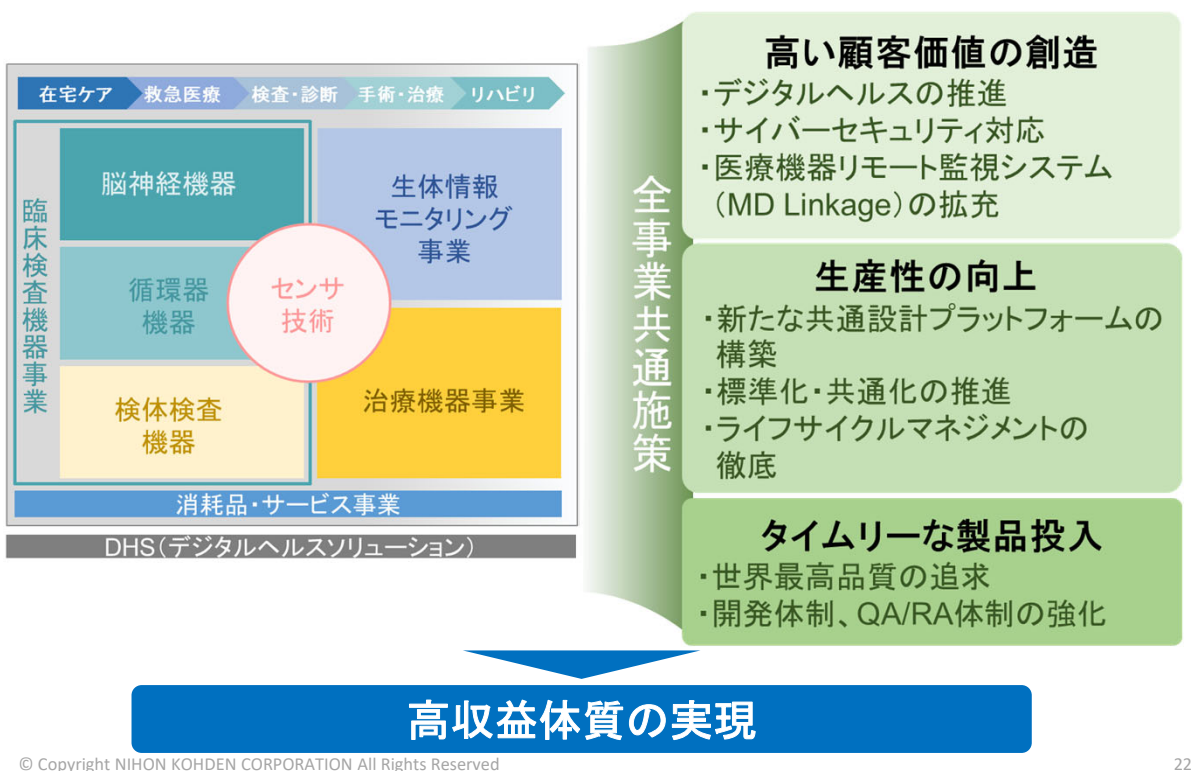 在宅ケア
救急医療
検査・診断
手術・治療
リハビリ
臨床検査機器事業
脳神経機器
循環器
機器
検体検査
機器
センサ
技術
生体情報
モニタリング
事業
治療機器事業
消耗品・サービス事業
DHS(デジタルヘルスソリューション)
全事業共通施策
高い顧客価値の創造
・デジタルヘルスの推進
・サイバーセキュリティ対応
・医療機器リモート監視システム
(MD Linkage)の拡充
生産性の向上
・新たな共通設計プラットフォームの
構築
・標準化・共通化の推進
・ライフサイクルマネジメントの
徹底
タイムリーな製品投入
・世界最高品質の追求
・開発体制、QA/RA体制の強化
高収益体質の実現
© Copyright NIHON KOHDEN CORPORATION All Rights Reserved
22